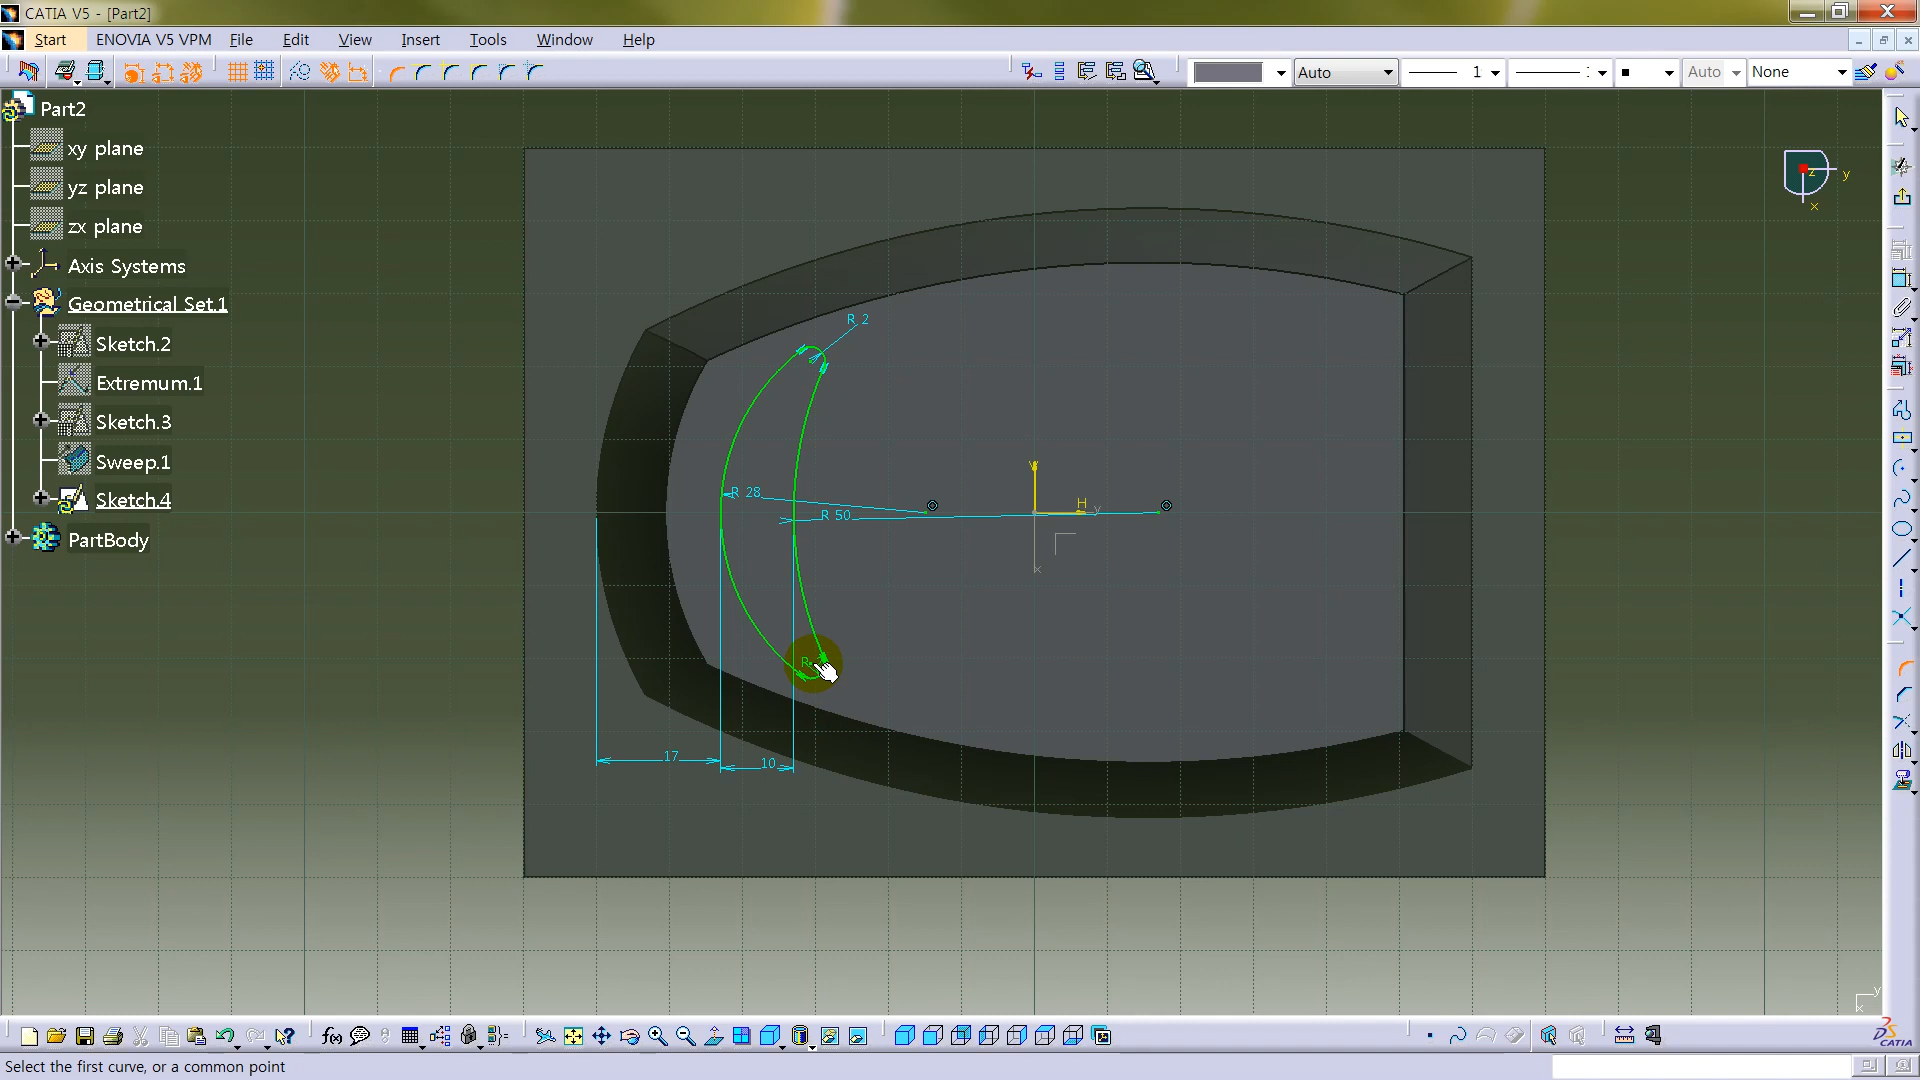 CATIA V5 - [Part2]
Start ENOVIA V5 VPM File Edit View Insert Tools Window Help
Auto 1 Auto None
Part2
xy plane
yz plane
zx plane
Axis Systems
Geometrical Set.1
Sketch.2
Extremum.1
Sketch.3
Sweep.1
Sketch.4
PartBody
z y
x
R 2
R 28
R 50
V
H
y
x
R
17
10
y
x
f(x)
CATIA
Select the first curve, or a common point